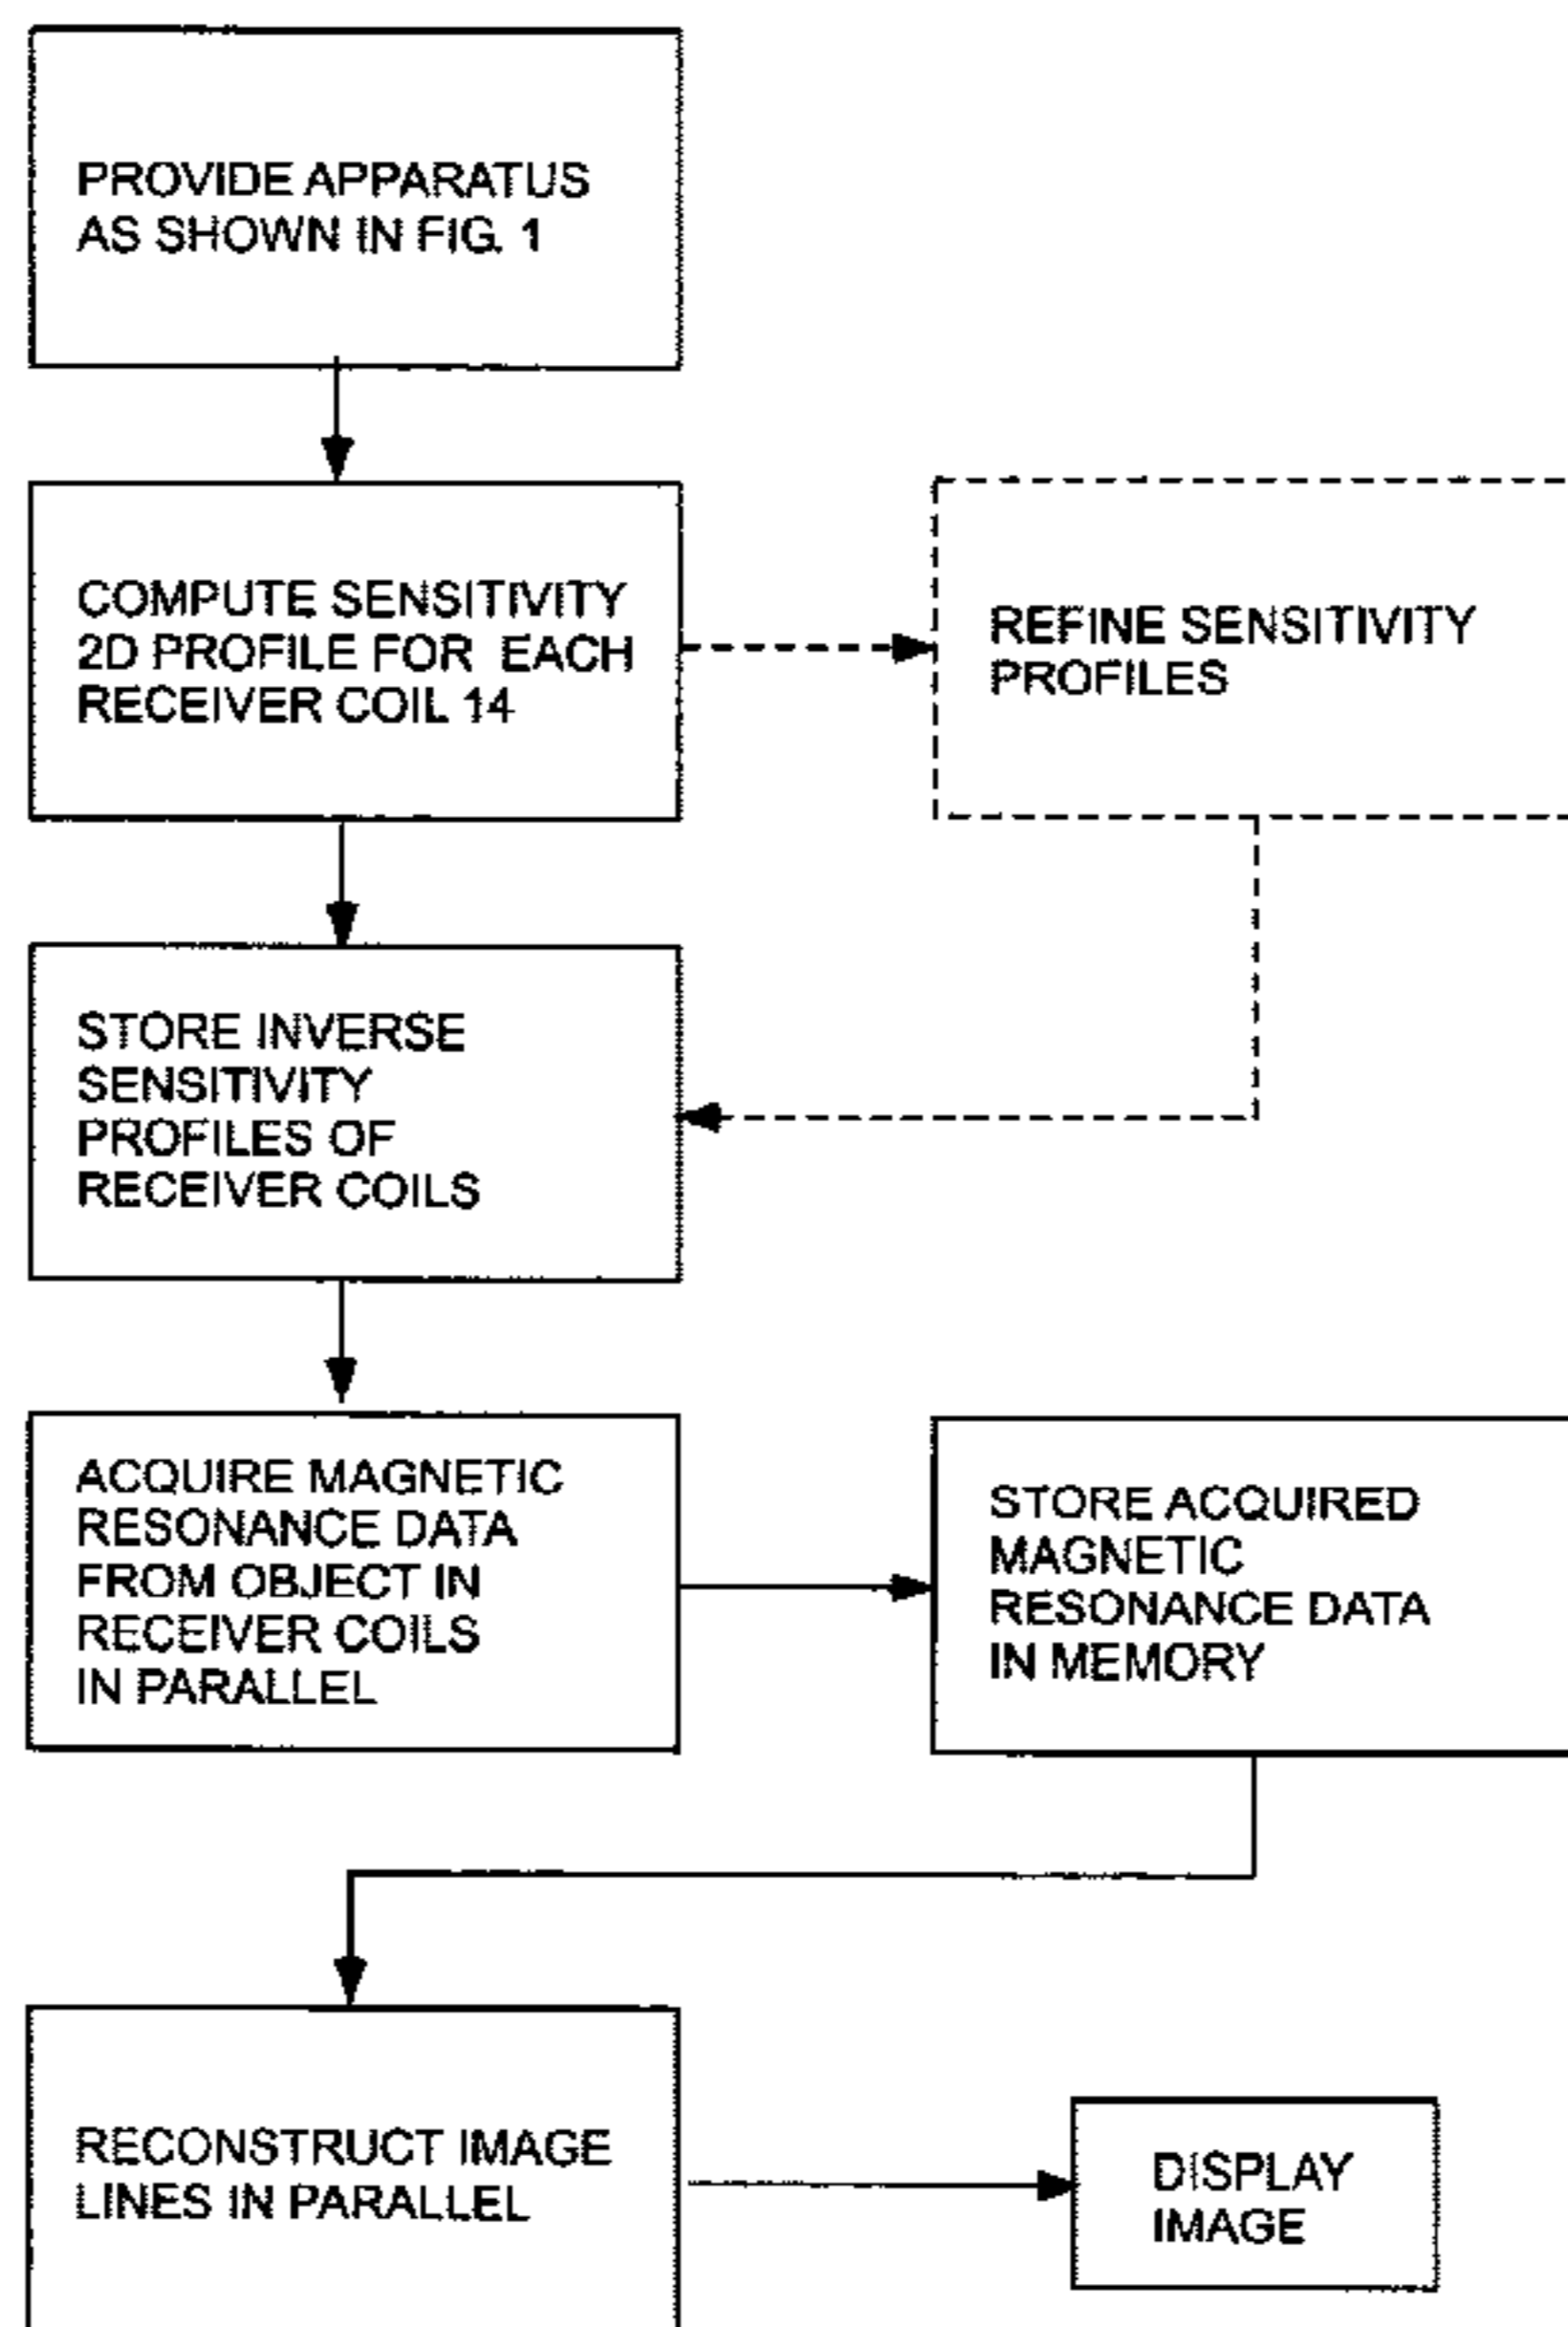 PROVIDE APPARATUS
AS SHOWN IN FIG. 1
COMPUTE SENSITIVITY
2D PROFILE FOR EACH
RECEIVER COIL 14
REFINE SENSITIVITY
PROFILES
STORE INVERSE
SENSITIVITY
PROFILES OF
RECEIVER COILS
ACQUIRE MAGNETIC
RESONANCE DATA
FROM OBJECT IN
RECEIVER COILS
IN PARALLEL
STORE ACQUIRED
MAGNETIC
RESONANCE DATA
IN MEMORY
RECONSTRUCT IMAGE
LINES IN PARALLEL
DISPLAY
IMAGE